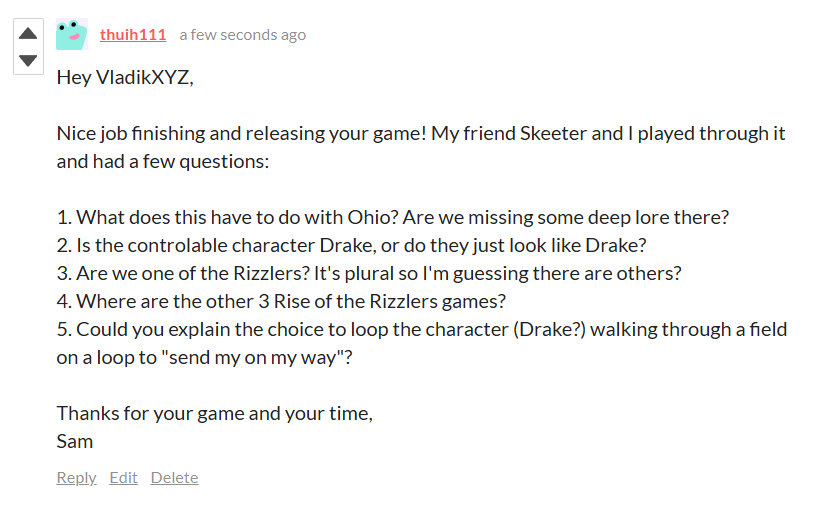 thuih111 a few seconds ago
Hey VladikXYZ,
Nice job finishing and releasing your game! My friend Skeeter and I played through it
and had a few questions:
1. What does this have to do with Ohio? Are we missing some deep lore there?
2. Is the controlable character Drake, or do they just look like Drake?
3. Are we one of the Rizzlers? It's plural so I'm guessing there are others?
4. Where are the other 3 Rise of the Rizzlers games?
5. Could you explain the choice to loop the character (Drake?) walking through a field
on a loop to "send my on my way"?
Thanks for your game and your time,
Sam
Reply Edit Delete